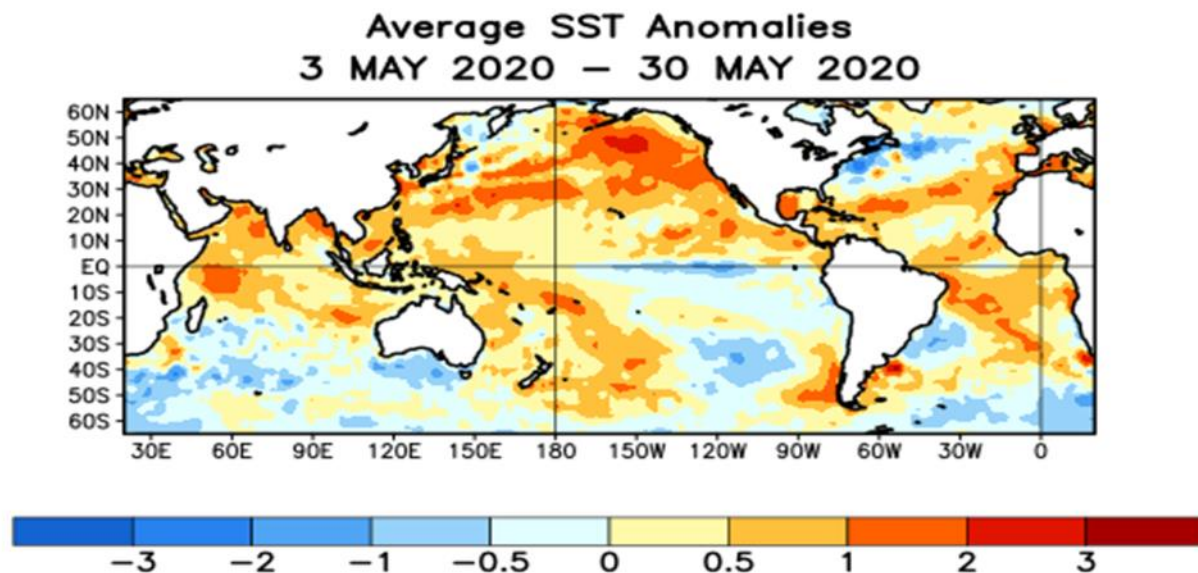 Average SST Anomalies
3 MAY 2020 – 30 MAY 2020
60N
50N
40N
30N
20N
10N
EQ
10S
20S
30S
40S
50S
60S
30E 60E 90E 120E 150E 180 150W 120W 90W 60W 30W 0
−3 −2 −1 −0.5 0 0.5 1 2 3